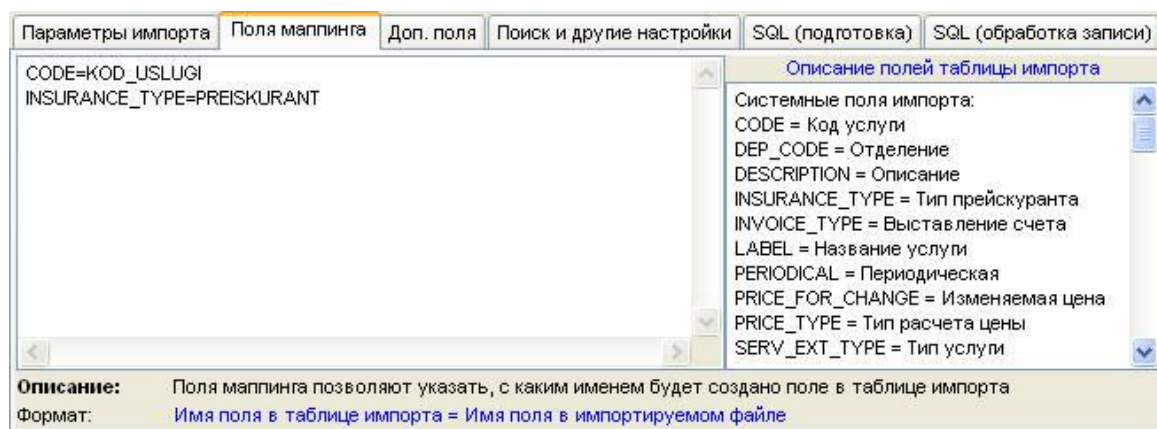 Параметры импорта Поля маппинга Доп. поля Поиск и другие настройки SQL (подготовка) SQL (обработка записи)
CODE=KOD_USLUGI
INSURANCE_TYPE=PREISKURANT
Описание полей таблицы импорта
Системные поля импорта:
CODE = Код услуги
DEP_CODE = Отделение
DESCRIPTION = Описание
INSURANCE_TYPE = Тип прейскуранта
INVOICE_TYPE = Выставление счета
LABEL = Название услуги
PERIODICAL = Периодическая
PRICE_FOR_CHANGE = Изменяемая цена
PRICE_TYPE = Тип расчета цены
SERV_EXT_TYPE = Тип услуги
Описание: Поля маппинга позволяют указать, с каким именем будет создано поле в таблице импорта
Формат: Имя поля в таблице импорта = Имя поля в импортируемом файле